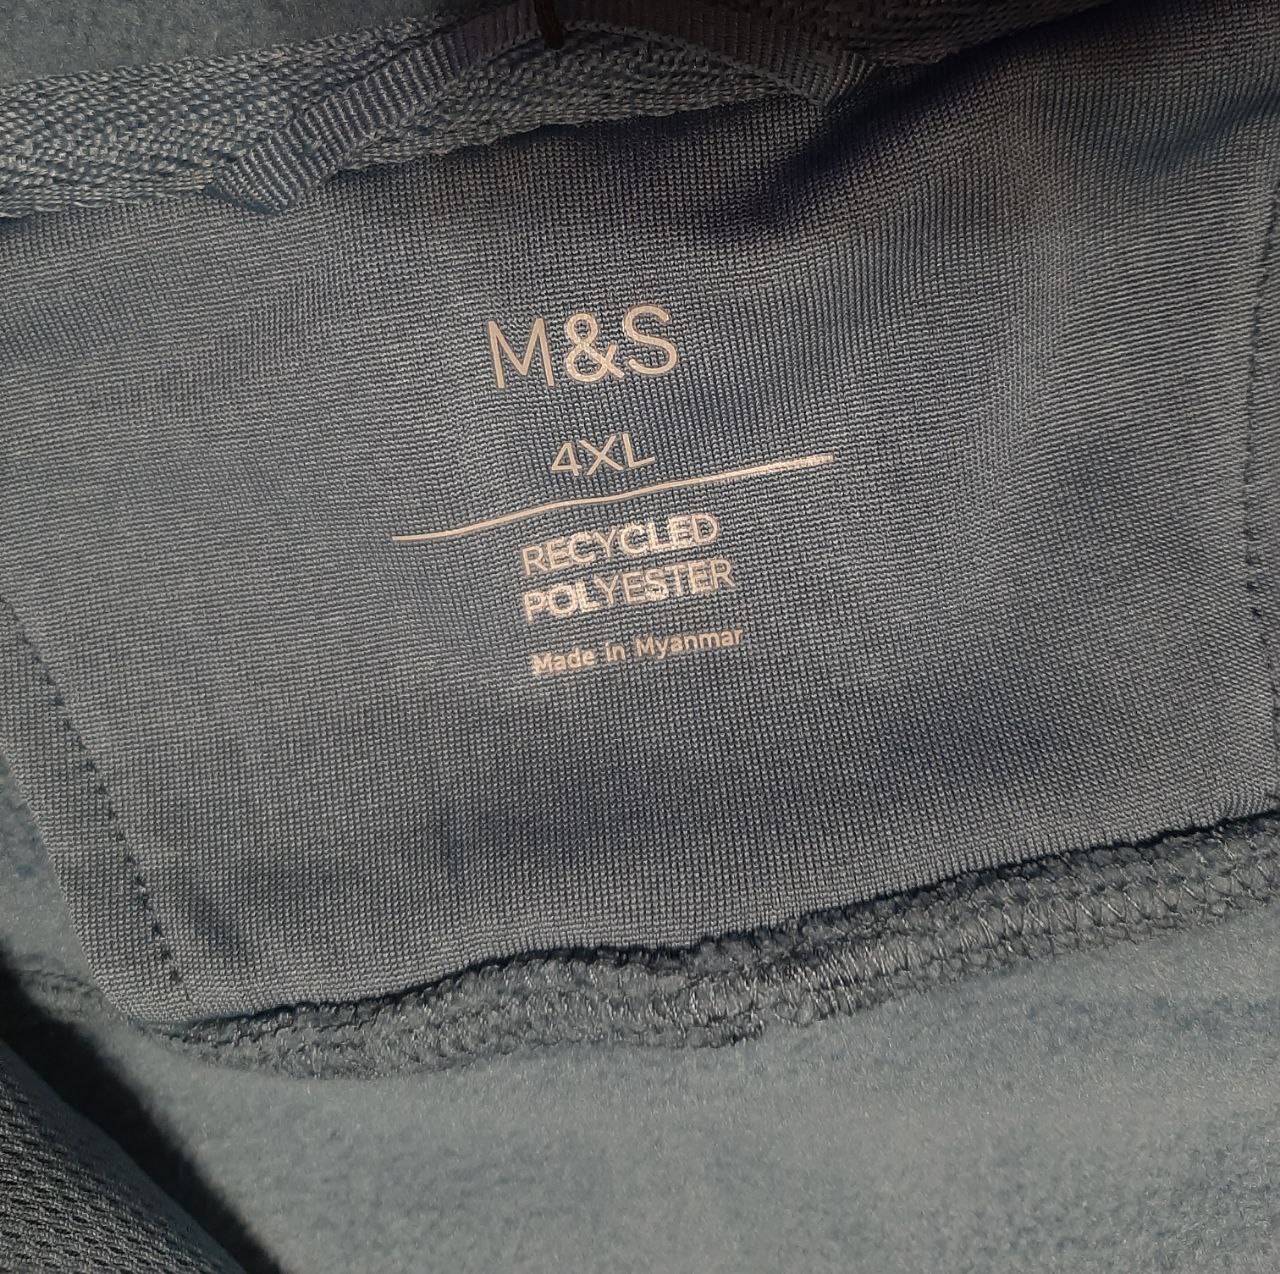 M&S
4XL
RECYCLED
POLYESTER
Made in Myanmar